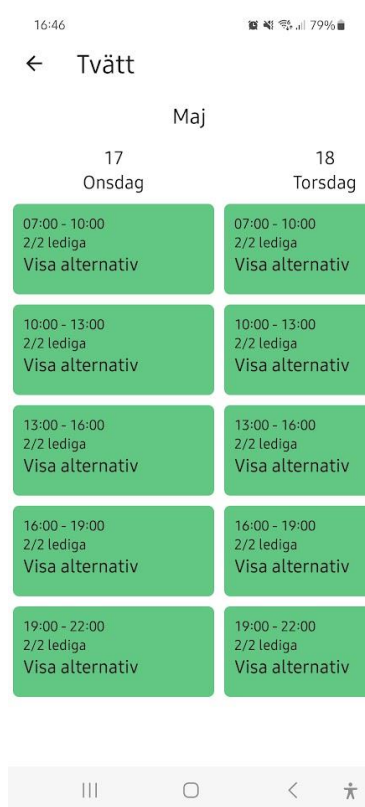 16:46
79%
Tvätt
Maj
17
Onsdag
18
Torsdag
07:00 - 10:00
2/2 lediga
Visa alternativ
07:00 - 10:00
2/2 lediga
Visa alternativ
10:00 - 13:00
2/2 lediga
Visa alternativ
10:00 - 13:00
2/2 lediga
Visa alternativ
13:00 - 16:00
2/2 lediga
Visa alternativ
13:00 - 16:00
2/2 lediga
Visa alternativ
16:00 - 19:00
2/2 lediga
Visa alternativ
16:00 - 19:00
2/2 lediga
Visa alternativ
19:00 - 22:00
2/2 lediga
Visa alternativ
19:00 - 22:00
2/2 lediga
Visa alternativ